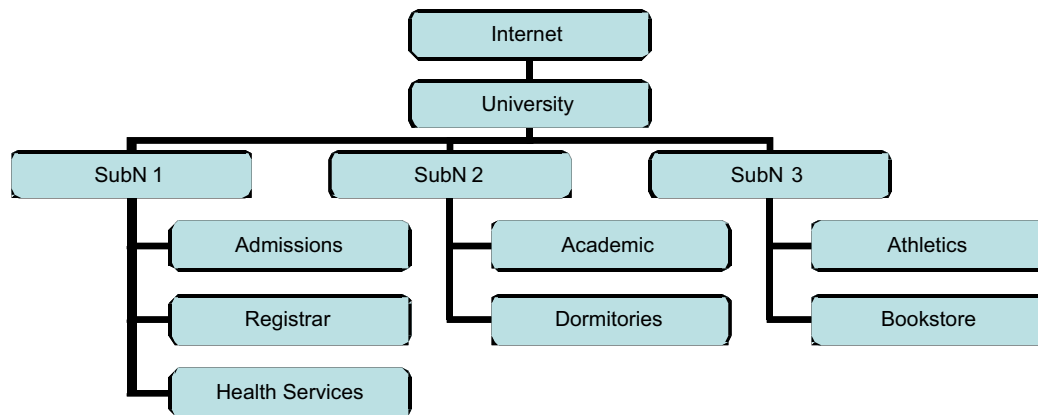 Internet
University
SubN 1
SubN 2
SubN 3
Admissions
Academic
Athletics
Registrar
Dormitories
Bookstore
Health Services